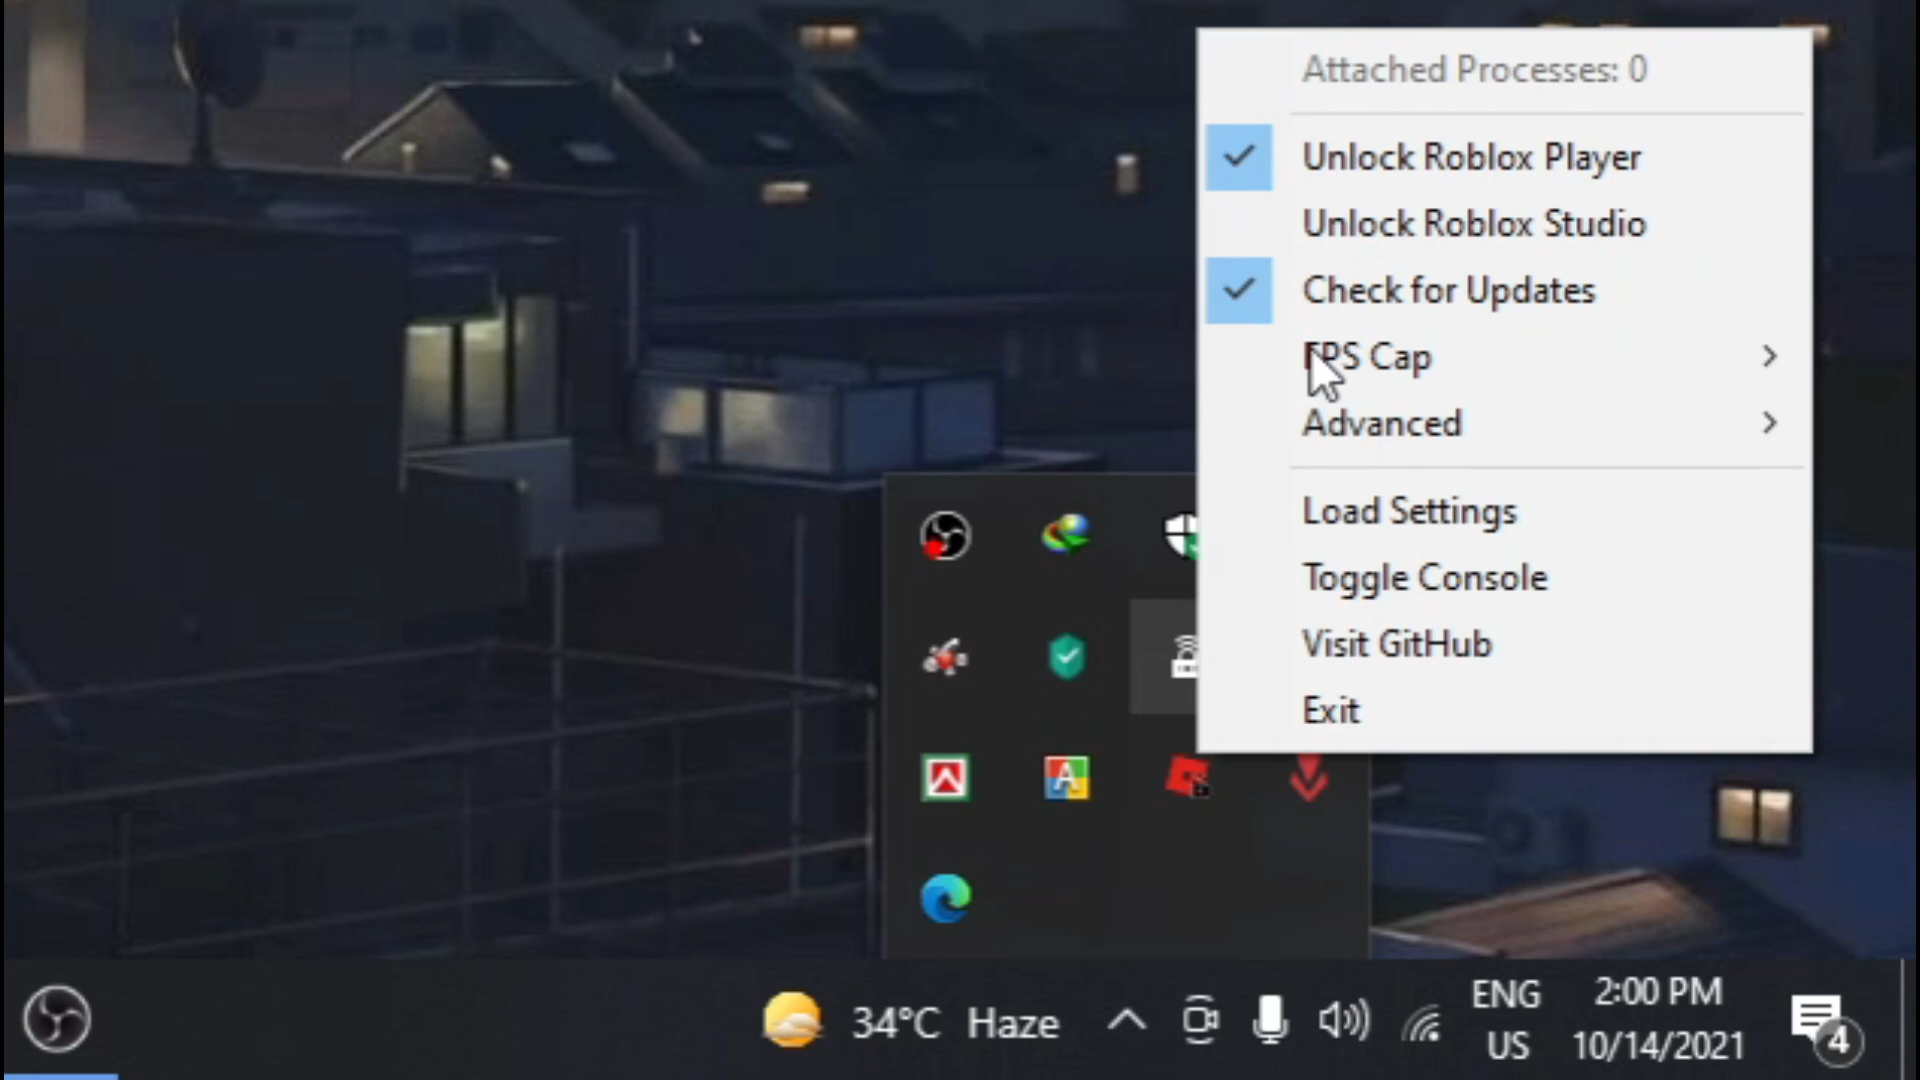 Attached Processes: 0
Unlock Roblox Player
Unlock Roblox Studio
Check for Updates
FPS Cap
Advanced
Load Settings
Toggle Console
Visit GitHub
Exit
A
34°C Haze
ENG
US
2:00 PM
10/14/2021
4